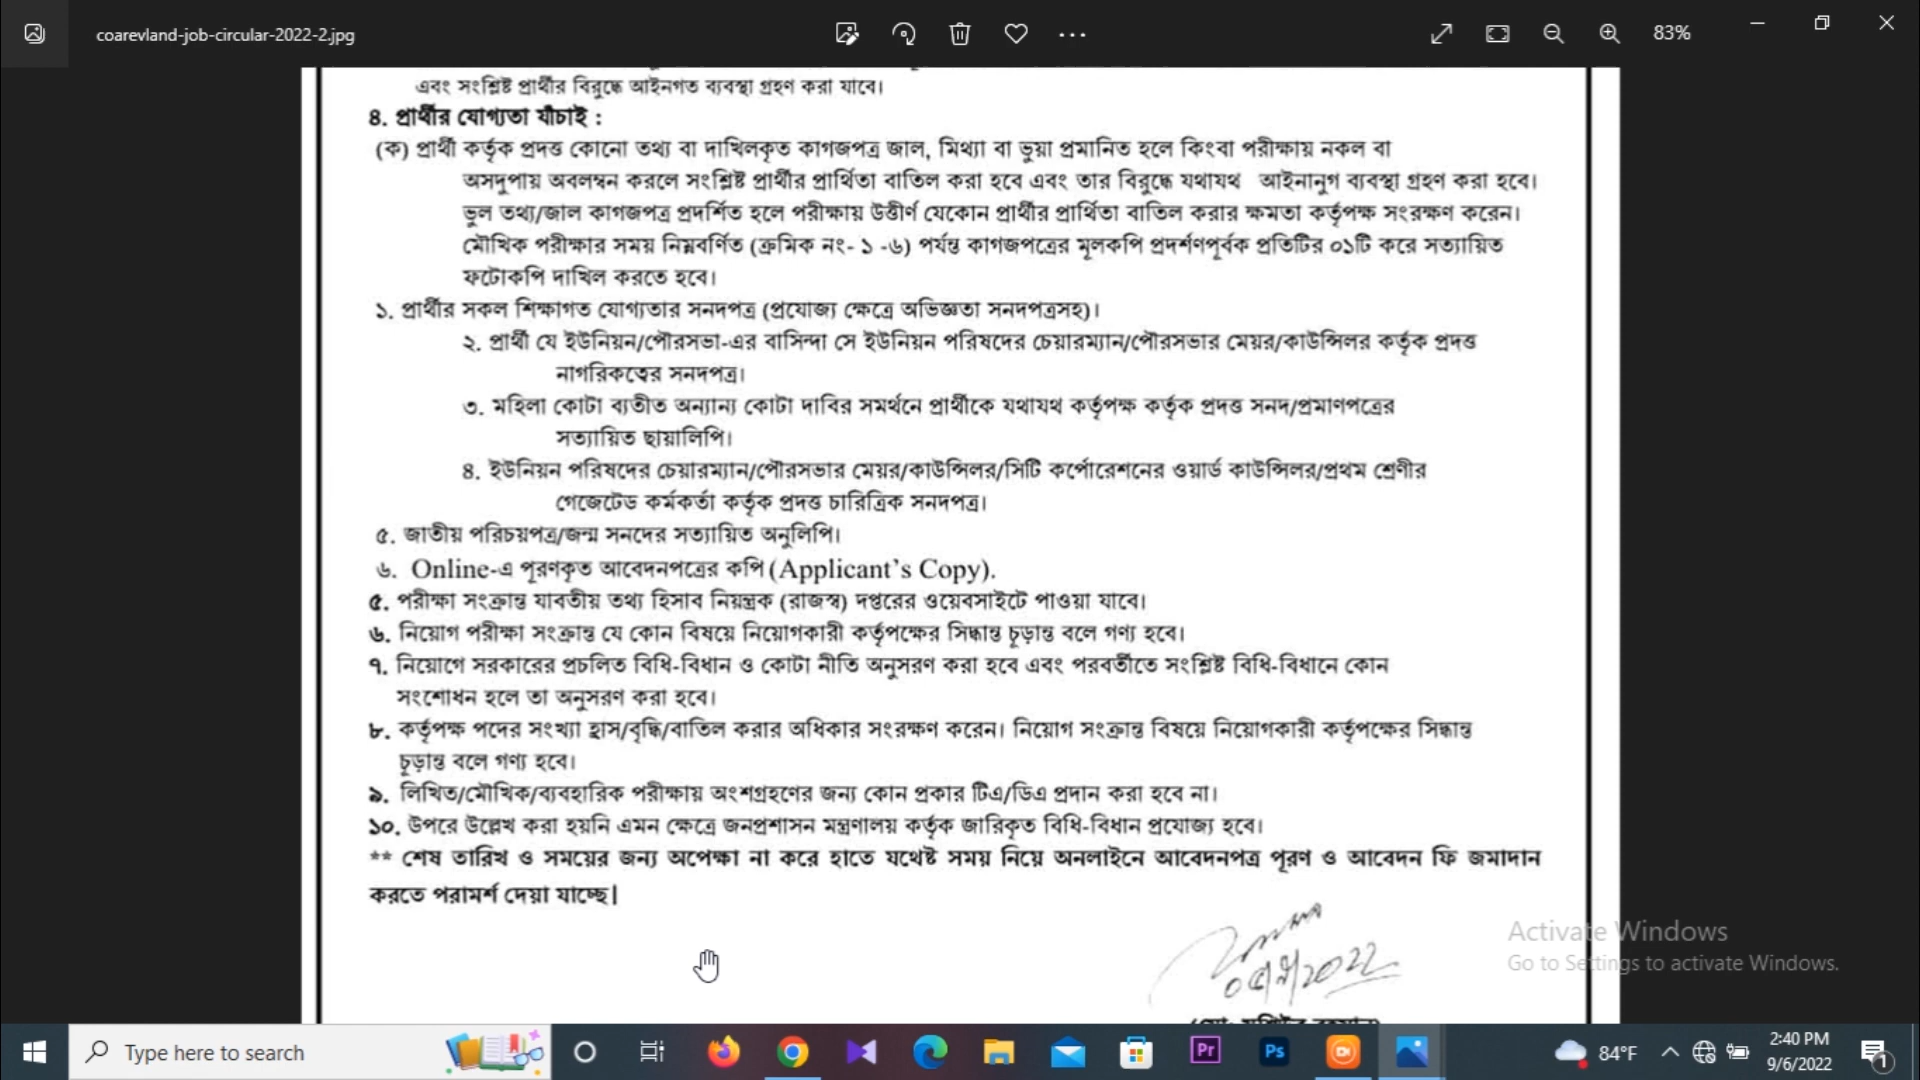 coarevland-job-circular-2022-2.jpg
83%
এবং সংশ্লিষ্ট প্রার্থীর বিরুদ্ধে আইনগত ব্যবস্থা গ্রহণ করা যাবে।
৪. প্রার্থীর যোগ্যতা যাঁচাই :
(ক) প্রার্থী কর্তৃক প্রদত্ত কোনো তথ্য বা দাখিলকৃত কাগজপত্র জাল, মিথ্যা বা ভুয়া প্রমানিত হলে কিংবা পরীক্ষায় নকল বা
অসদুপায় অবলম্বন করলে সংশ্লিষ্ট প্রার্থীর প্রার্থিতা বাতিল করা হবে এবং তার বিরুদ্ধে যথাযথ আইনানুগ ব্যবস্থা গ্রহণ করা হবে।
ভুল তথ্য/জাল কাগজপত্র প্রদর্শিত হলে পরীক্ষায় উত্তীর্ণ যেকোন প্রার্থীর প্রার্থিতা বাতিল করার ক্ষমতা কর্তৃপক্ষ সংরক্ষণ করেন।
মৌখিক পরীক্ষার সময় নিম্নবর্ণিত (ক্রমিক নং- ১ -৬) পর্যন্ত কাগজপত্রের মূলকপি প্রদর্শণপূর্বক প্রতিটির ০১টি করে সত্যায়িত
ফটোকপি দাখিল করতে হবে।
১. প্রার্থীর সকল শিক্ষাগত যোগ্যতার সনদপত্র (প্রযোজ্য ক্ষেত্রে অভিজ্ঞতা সনদপত্রসহ)।
২. প্রার্থী যে ইউনিয়ন/পৌরসভা-এর বাসিন্দা সে ইউনিয়ন পরিষদের চেয়ারম্যান/পৌরসভার মেয়র/কাউন্সিলর কর্তৃক প্রদত্ত
নাগরিকত্বের সনদপত্র।
৩. মহিলা কোটা ব্যতীত অন্যান্য কোটা দাবির সমর্থনে প্রার্থীকে যথাযথ কর্তৃপক্ষ কর্তৃক প্রদত্ত সনদ/প্রমাণপত্রের
সত্যায়িত ছায়ালিপি।
৪. ইউনিয়ন পরিষদের চেয়ারম্যান/পৌরসভার মেয়র/কাউন্সিলর/সিটি কর্পোরেশনের ওয়ার্ড কাউন্সিলর/প্রথম শ্রেণীর
গেজেটেড কর্মকর্তা কর্তৃক প্রদত্ত চারিত্রিক সনদপত্র।
৫. জাতীয় পরিচয়পত্র/জন্ম সনদের সত্যায়িত অনুলিপি।
৬. Online-এ পূরণকৃত আবেদনপত্রের কপি (Applicant's Copy).
৫. পরীক্ষা সংক্রান্ত যাবতীয় তথ্য হিসাব নিয়ন্ত্রক (রাজস্ব) দপ্তরের ওয়েবসাইটে পাওয়া যাবে।
৬. নিয়োগ পরীক্ষা সংক্রান্ত যে কোন বিষয়ে নিয়োগকারী কর্তৃপক্ষের সিদ্ধান্ত চূড়ান্ত বলে গণ্য হবে।
৭. নিয়োগে সরকারের প্রচলিত বিধি-বিধান ও কোটা নীতি অনুসরণ করা হবে এবং পরবর্তীতে সংশ্লিষ্ট বিধি-বিধানে কোন
সংশোধন হলে তা অনুসরণ করা হবে।
৮. কর্তৃপক্ষ পদের সংখ্যা হ্রাস/বৃদ্ধি/বাতিল করার অধিকার সংরক্ষণ করেন। নিয়োগ সংক্রান্ত বিষয়ে নিয়োগকারী কর্তৃপক্ষের সিদ্ধান্ত
চূড়ান্ত বলে গণ্য হবে।
৯. লিখিত/মৌখিক/ব্যবহারিক পরীক্ষায় অংশগ্রহণের জন্য কোন প্রকার টিএ/ডিএ প্রদান করা হবে না।
১০. উপরে উল্লেখ করা হয়নি এমন ক্ষেত্রে জনপ্রশাসন মন্ত্রণালয় কর্তৃক জারিকৃত বিধি-বিধান প্রযোজ্য হবে।
** শেষ তারিখ ও সময়ের জন্য অপেক্ষা না করে হাতে যথেষ্ট সময় নিয়ে অনলাইনে আবেদনপত্র পূরণ ও আবেদন ফি জমাদান
করতে পরামর্শ দেয়া যাচ্ছে|
Activate Windows
Go to Settings to activate Windows.
Type here to search
Pr
Ps
84°F
2:40 PM
9/6/2022
1